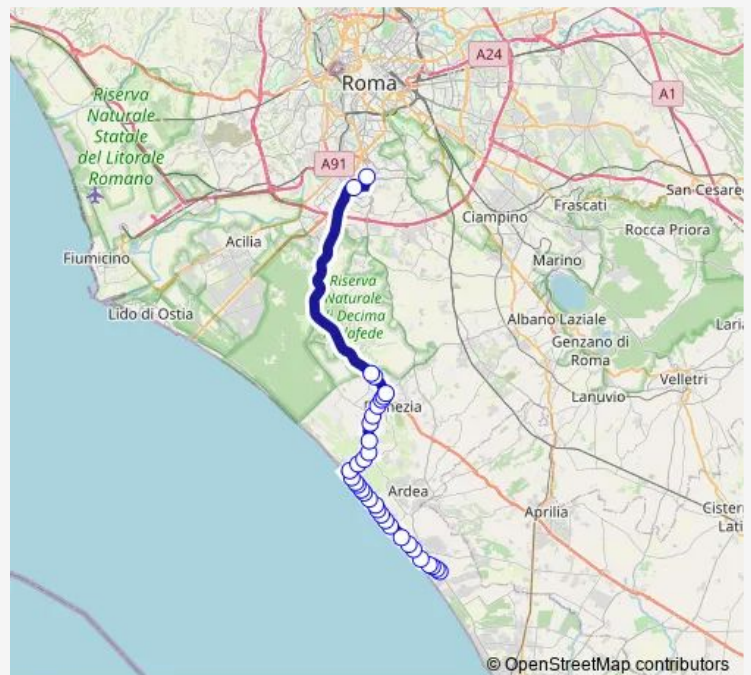 A24
A1
Roma
Riserva
Naturale
Statale
del Litorale
Romano
A91
San Cesareo
Ciampino
Frascati
Rocca Priora
Acilia
Fiumicino
Marino
Riserva
Naturale
di Decima
Lido di Ostia
Albano Laziale
Genzano di
Roma
Velletri
Lanuvio
Ardea
Aprilia
© OpenStreetMap contributors